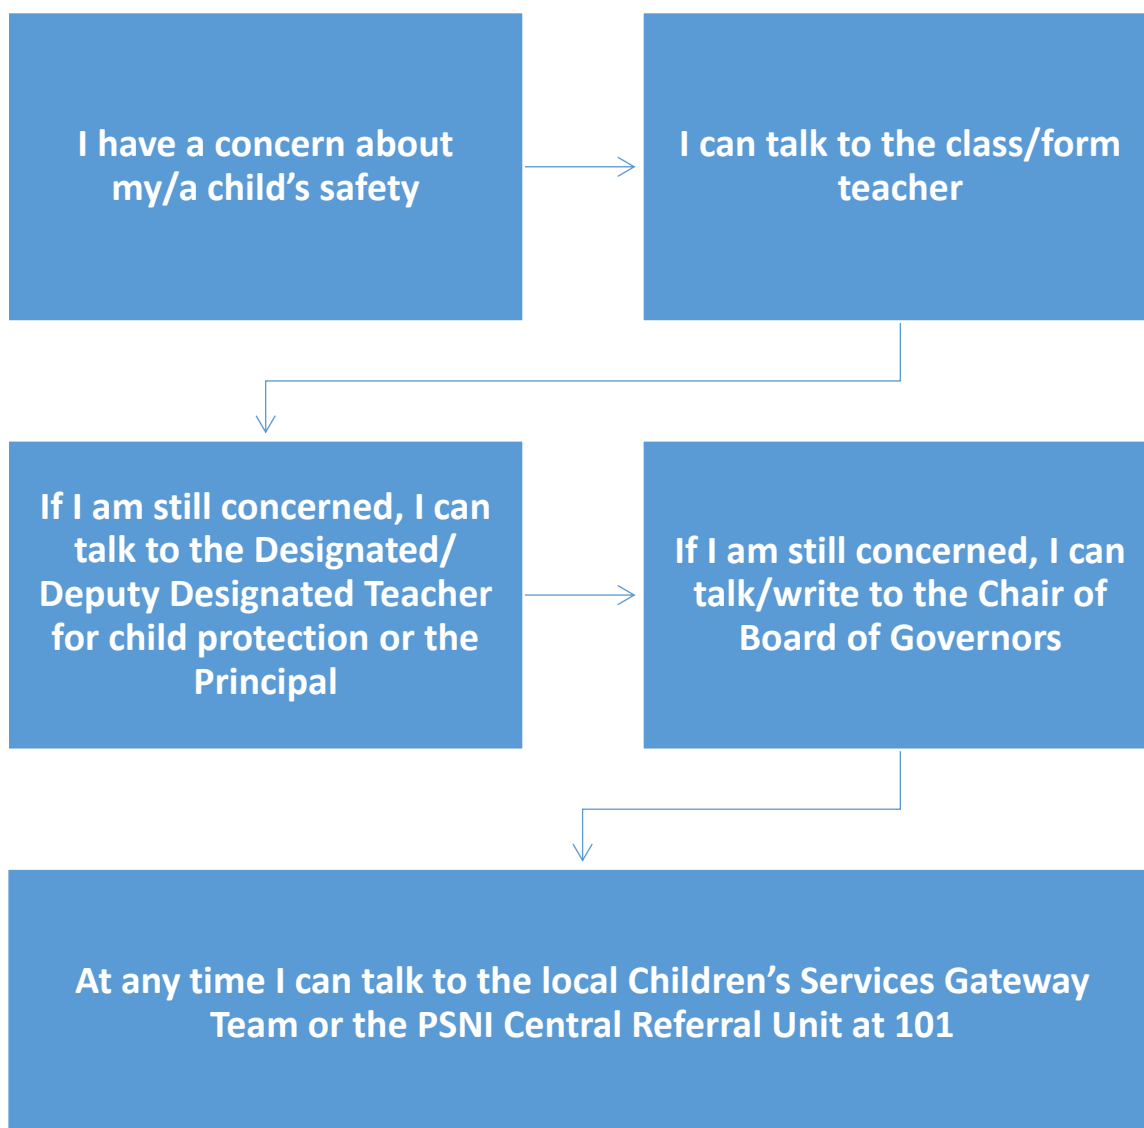 I have a concern about
my/a child’s safety
I can talk to the class/form
teacher
If I am still concerned, I can
talk to the Designated/
Deputy Designated Teacher
for child protection or the
Principal
If I am still concerned, I can
talk/write to the Chair of
Board of Governors
At any time I can talk to the local Children’s Services Gateway
Team or the PSNI Central Referral Unit at 101